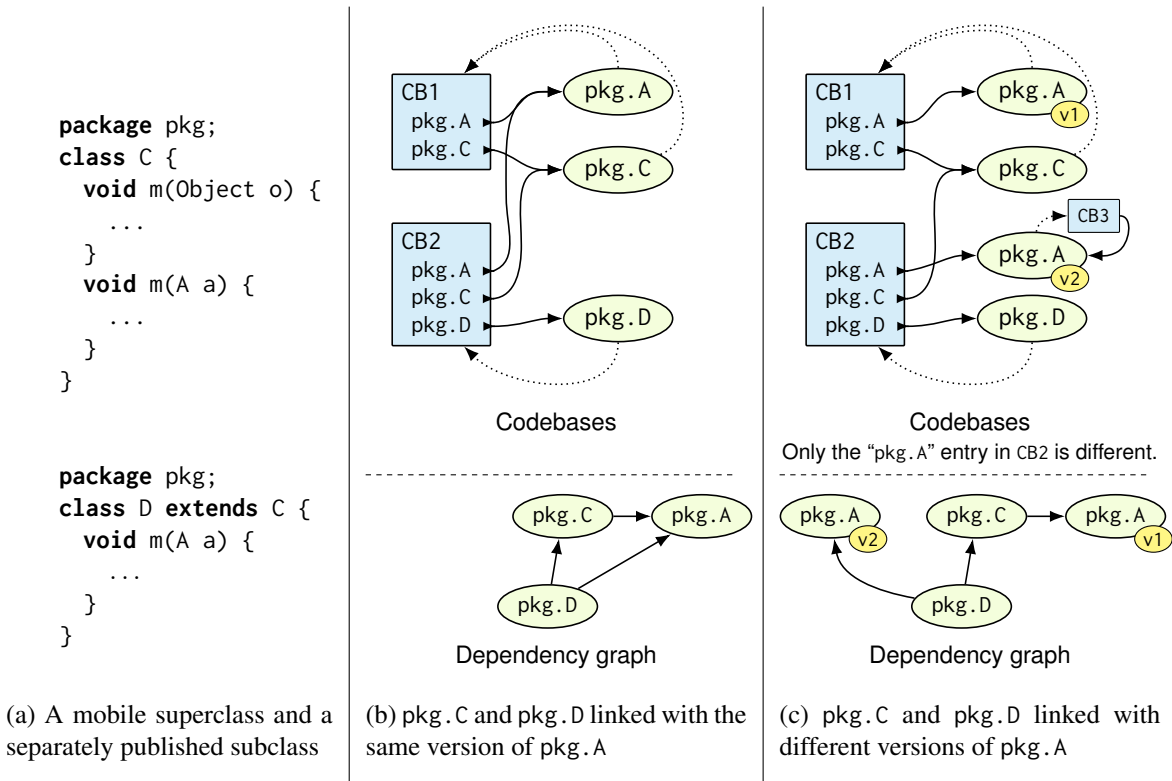 package pkg;
class C {
void m(Object o) {
...
}
void m(A a) {
...
}
}
package pkg;
class D extends C {
void m(A a) {
...
}
}
(a) A mobile superclass and a
separately published subclass
CB1
pkg.A
pkg.C
CB2
pkg.A
pkg.C
pkg.D
pkg.A
pkg.C
pkg.D
Codebases
pkg.C
pkg.A
pkg.D
Dependency graph
(b) pkg.C and pkg.D linked with the
same version of pkg.A
CB1
pkg.A
pkg.C
CB2
pkg.A
pkg.C
pkg.D
pkg.A
v1
pkg.C
CB3
pkg.A
v2
pkg.D
Codebases
Only the “pkg.A” entry in CB2 is different.
pkg.A
v2
pkg.C
pkg.A
v1
pkg.D
Dependency graph
(c) pkg.C and pkg.D linked with
different versions of pkg.A